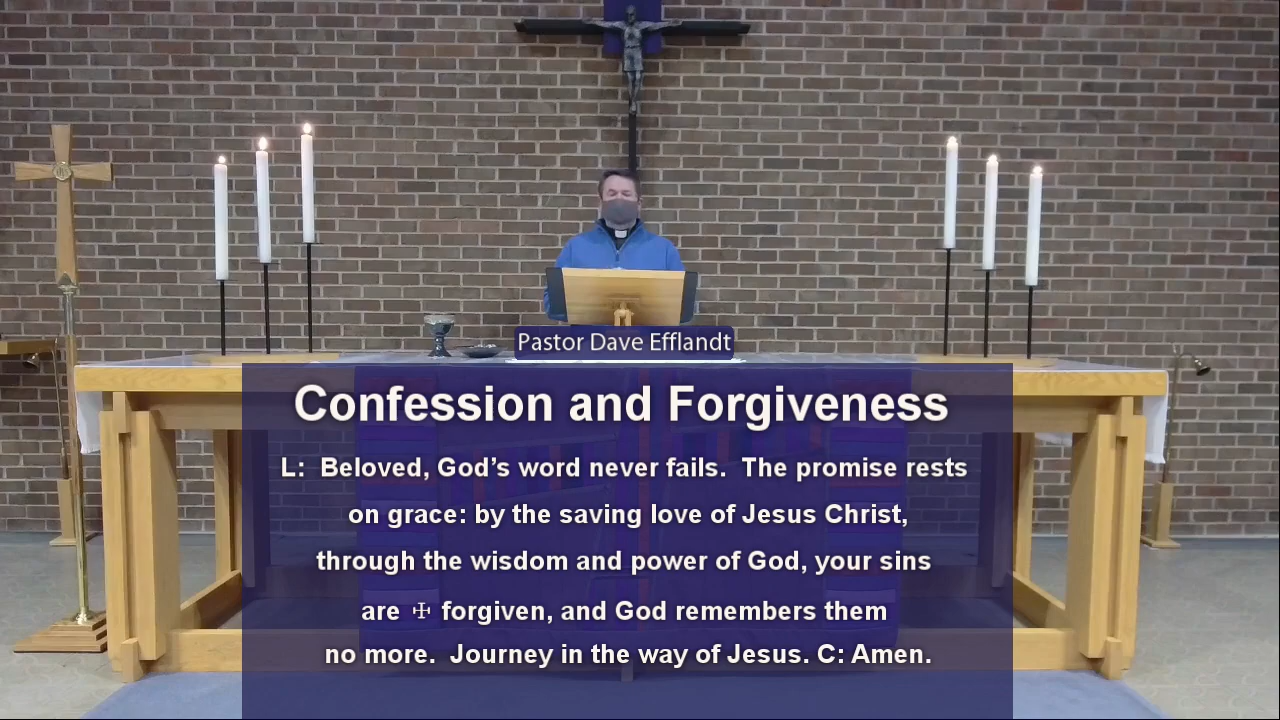 Pastor Dave Efflandt
Confession and Forgiveness
L:  Beloved, God’s word never fails.  The promise rests
on grace: by the saving love of Jesus Christ,
through the wisdom and power of God, your sins
are ☩ forgiven, and God remembers them
no more.  Journey in the way of Jesus. C: Amen.